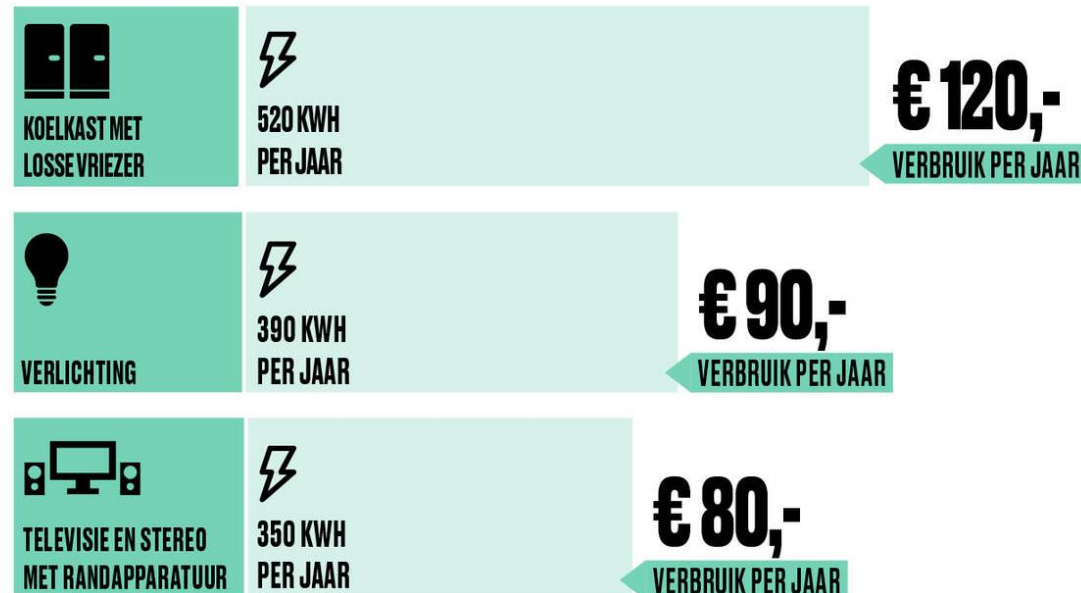 KOELKAST MET
LOSSE VRIEZER
520 KWH
PER JAAR
€ 120,-
VERBRUIK PER JAAR
VERLICHTING
390 KWH
PER JAAR
€ 90,-
VERBRUIK PER JAAR
TELEVISIE EN STEREO
MET RANDAPPARATUUR
350 KWH
PER JAAR
€ 80,-
VERBRUIK PER JAAR